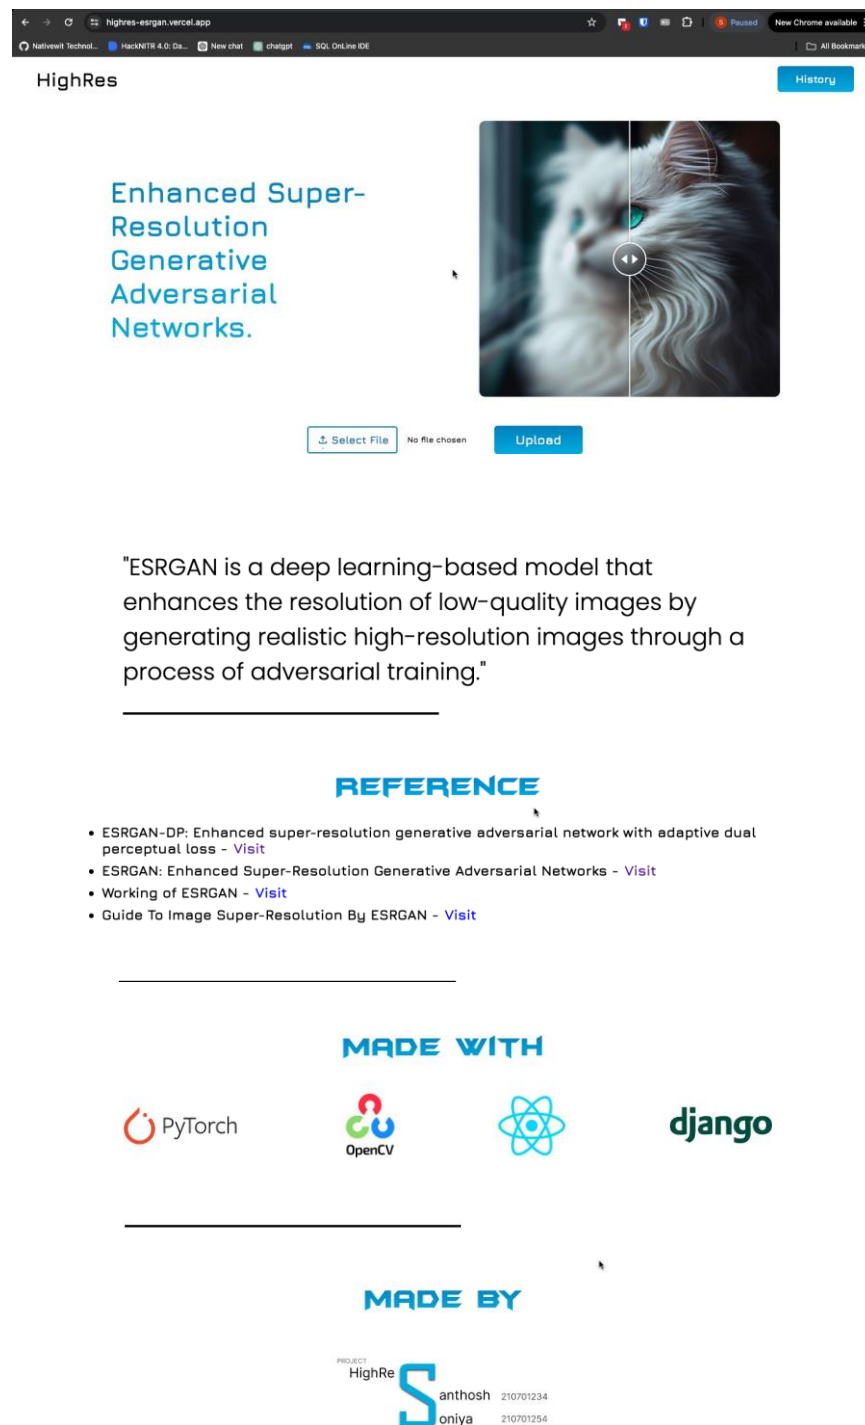 highres-esrgan.vercel.app
Paused
New Chrome available
Nativewit Technol...
HackNITR 4.0: Da...
New chat
chatgpt
SQL OnLine IDE
All Bookmark
HighRes
History
Enhanced Super-
Resolution
Generative
Adversarial
Networks.
Select File
No file chosen
Upload
"ESRGAN is a deep learning-based model that
enhances the resolution of low-quality images by
generating realistic high-resolution images through a
process of adversarial training."
REFERENCE
• ESRGAN-DP: Enhanced super-resolution generative adversarial network with adaptive dual
perceptual loss - Visit
• ESRGAN: Enhanced Super-Resolution Generative Adversarial Networks - Visit
• Working of ESRGAN - Visit
• Guide To Image Super-Resolution By ESRGAN - Visit
MADE WITH
PyTorch
OpenCV
django
MADE BY
PROJECT
HighRe
S
anthosh 210701234
oniya 210701254